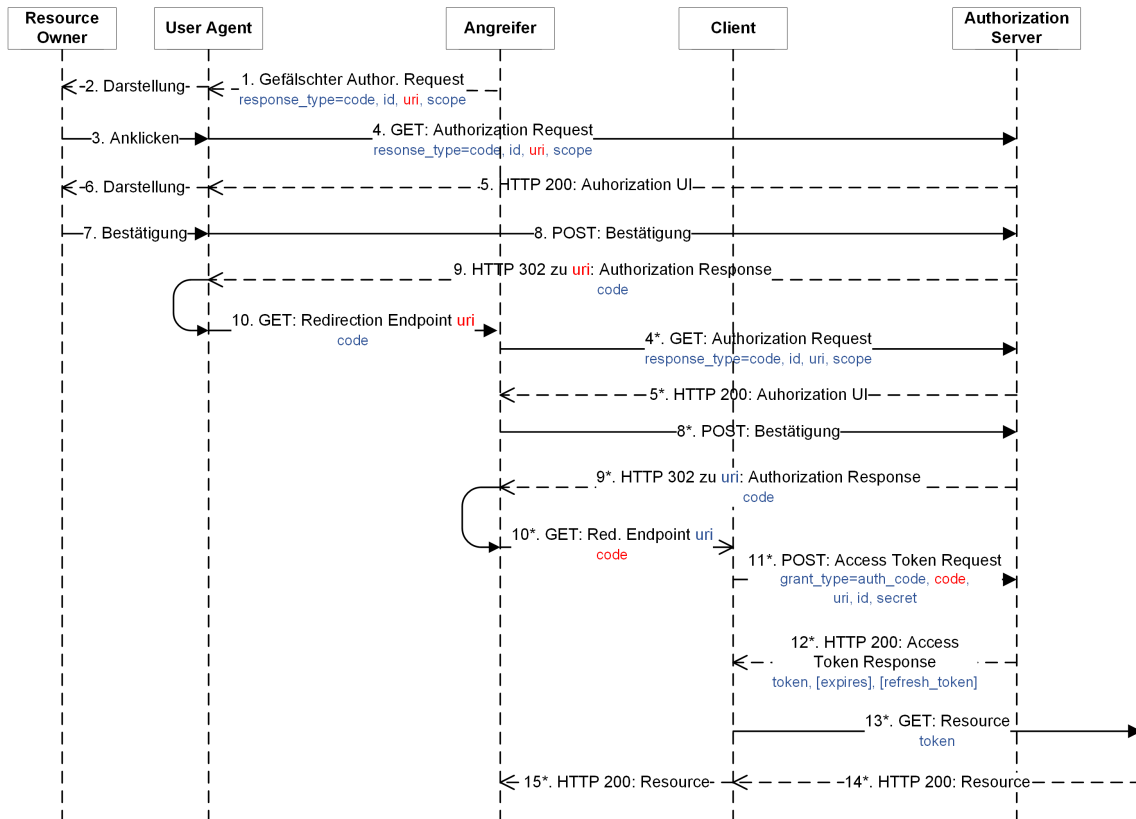 Resource
Owner
User Agent
Angreifer
Client
Authorization
Server
1. Gefälschter Author. Request
response_type=code, id, uri, scope
2. Darstellung
3. Anklicken
4. GET: Authorization Request
resonse_type=code, id, uri, scope
5. HTTP 200: Auhorization UI
6. Darstellung
7. Bestätigung
8. POST: Bestätigung
9. HTTP 302 zu uri: Authorization Response
code
10. GET: Redirection Endpoint uri
code
4*. GET: Authorization Request
response_type=code, id, uri, scope
5*. HTTP 200: Auhorization UI
8*. POST: Bestätigung
9*. HTTP 302 zu uri: Authorization Response
code
10*. GET: Red. Endpoint uri
code
11*. POST: Access Token Request
grant_type=auth_code, code,
uri, id, secret
12*. HTTP 200: Access
Token Response
token, [expires], [refresh_token]
13*. GET: Resource
token
14*. HTTP 200: Resource
15*. HTTP 200: Resource